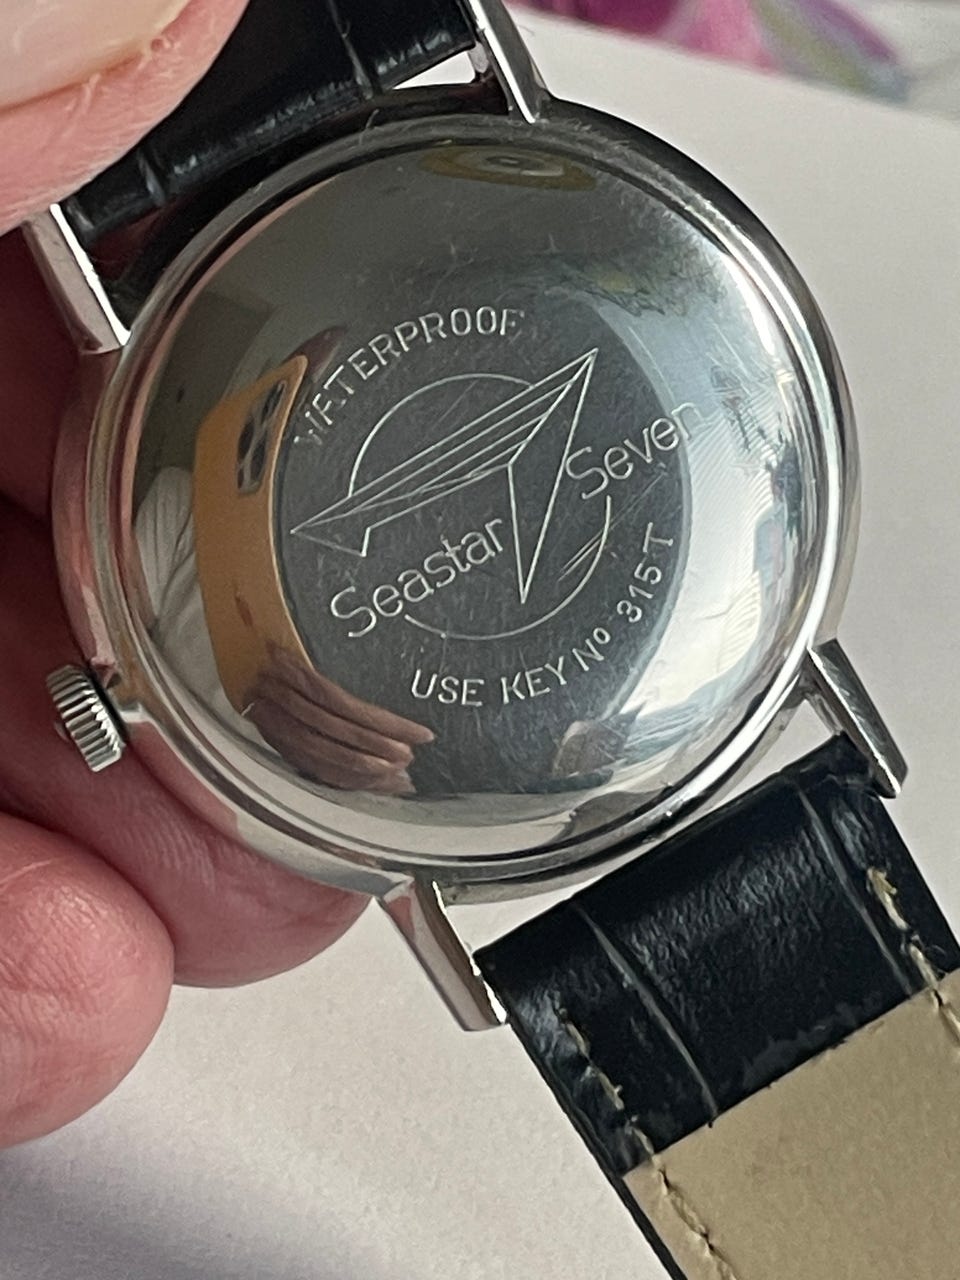 WATERPROOF
Seastar Seven
USE KEY Nº 315T